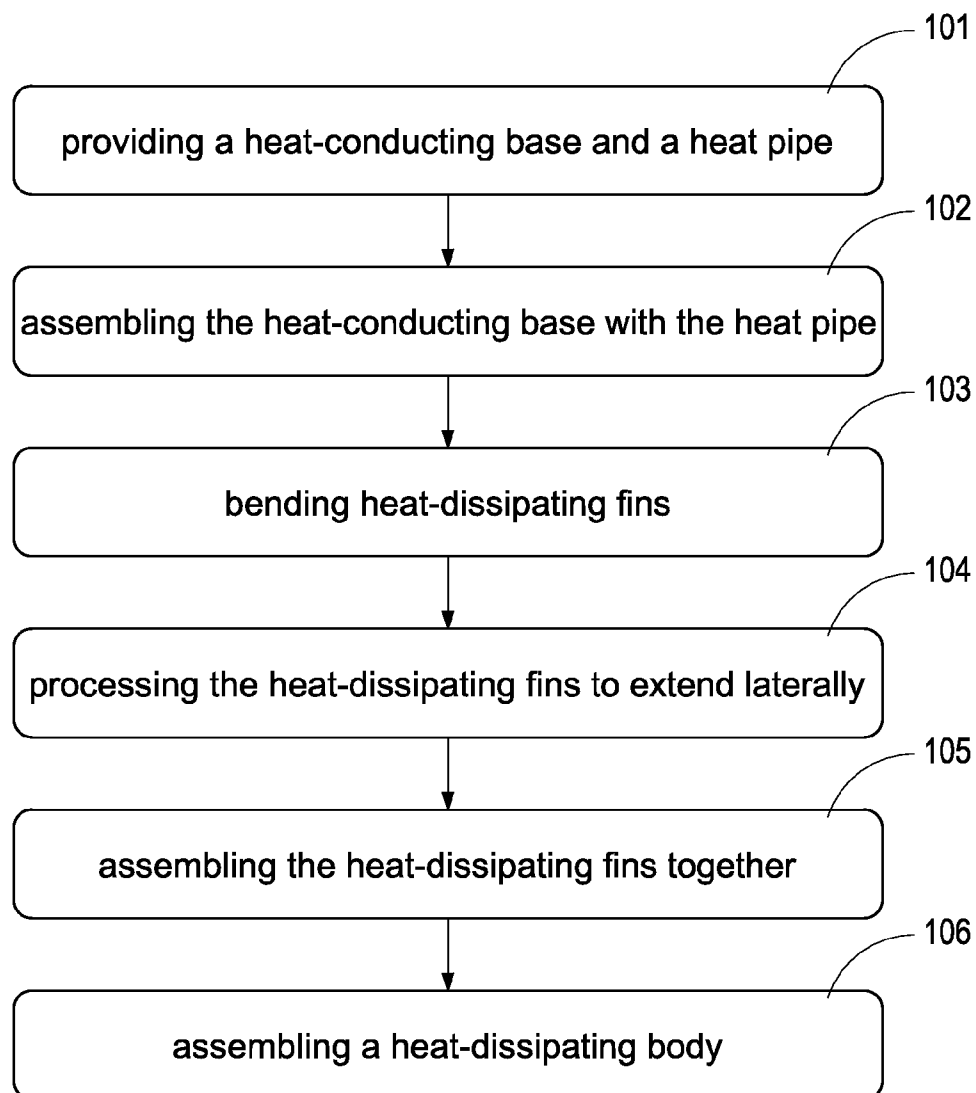 101
providing a heat-conducting base and a heat pipe
102
assembling the heat-conducting base with the heat pipe
103
bending heat-dissipating fins
104
processing the heat-dissipating fins to extend laterally
105
assembling the heat-dissipating fins together
106
assembling a heat-dissipating body